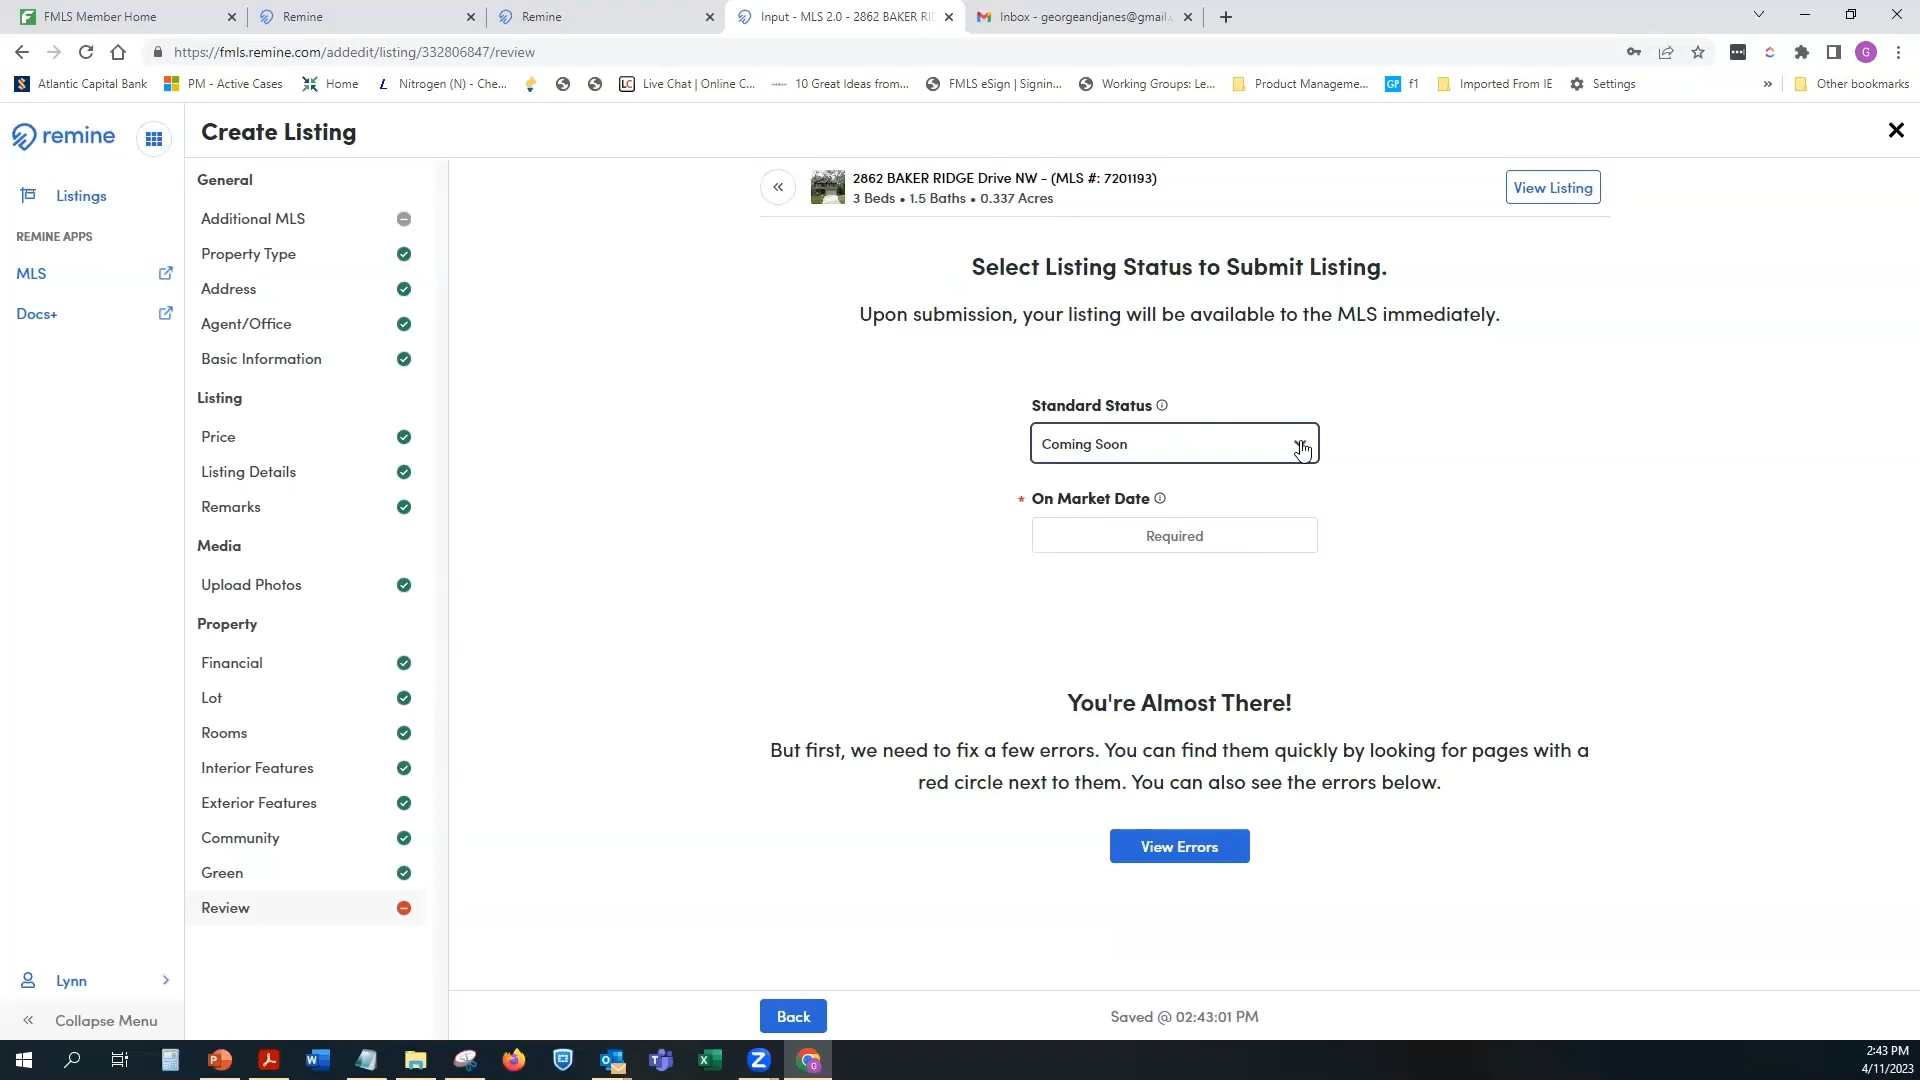 FMLS Member Home
Remine
Remine
Input - MLS 2.0 - 2862 BAKER RID
Inbox - georgeandjanes@gmail.
https://fmls.remine.com/addedit/listing/332806847/review
G
Atlantic Capital Bank
PM - Active Cases
Home
Nitrogen (N) - Che...
LC Live Chat | Online C...
10 Great Ideas from...
FMLS eSign | Signin...
Working Groups: Le...
Product Manageme...
GP f1
Imported From IE
Settings
»
Other bookmarks
remine
Create Listing
Listings
REMINE APPS
MLS
Docs+
General
Additional MLS
Property Type
Address
Agent/Office
Basic Information
Listing
Price
Listing Details
Remarks
Media
Upload Photos
Property
Financial
Lot
Rooms
Interior Features
Exterior Features
Community
Green
Review
Lynn
Collapse Menu
2862 BAKER RIDGE Drive NW - (MLS #: 7201193)
3 Beds • 1.5 Baths • 0.337 Acres
View Listing
Select Listing Status to Submit Listing.
Upon submission, your listing will be available to the MLS immediately.
Standard Status
Coming Soon
* On Market Date
Required
You're Almost There!
But first, we need to fix a few errors. You can find them quickly by looking for pages with a
red circle next to them. You can also see the errors below.
View Errors
Back
Saved @ 02:43:01 PM
2:43 PM
4/11/2023